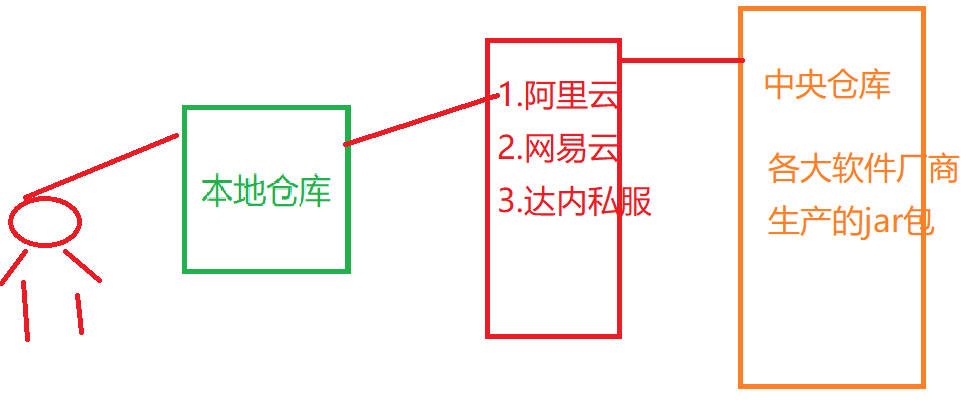 本地仓库
1.阿里云
2.网易云
3.达内私服
中央仓库
各大软件厂商
生产的jar包